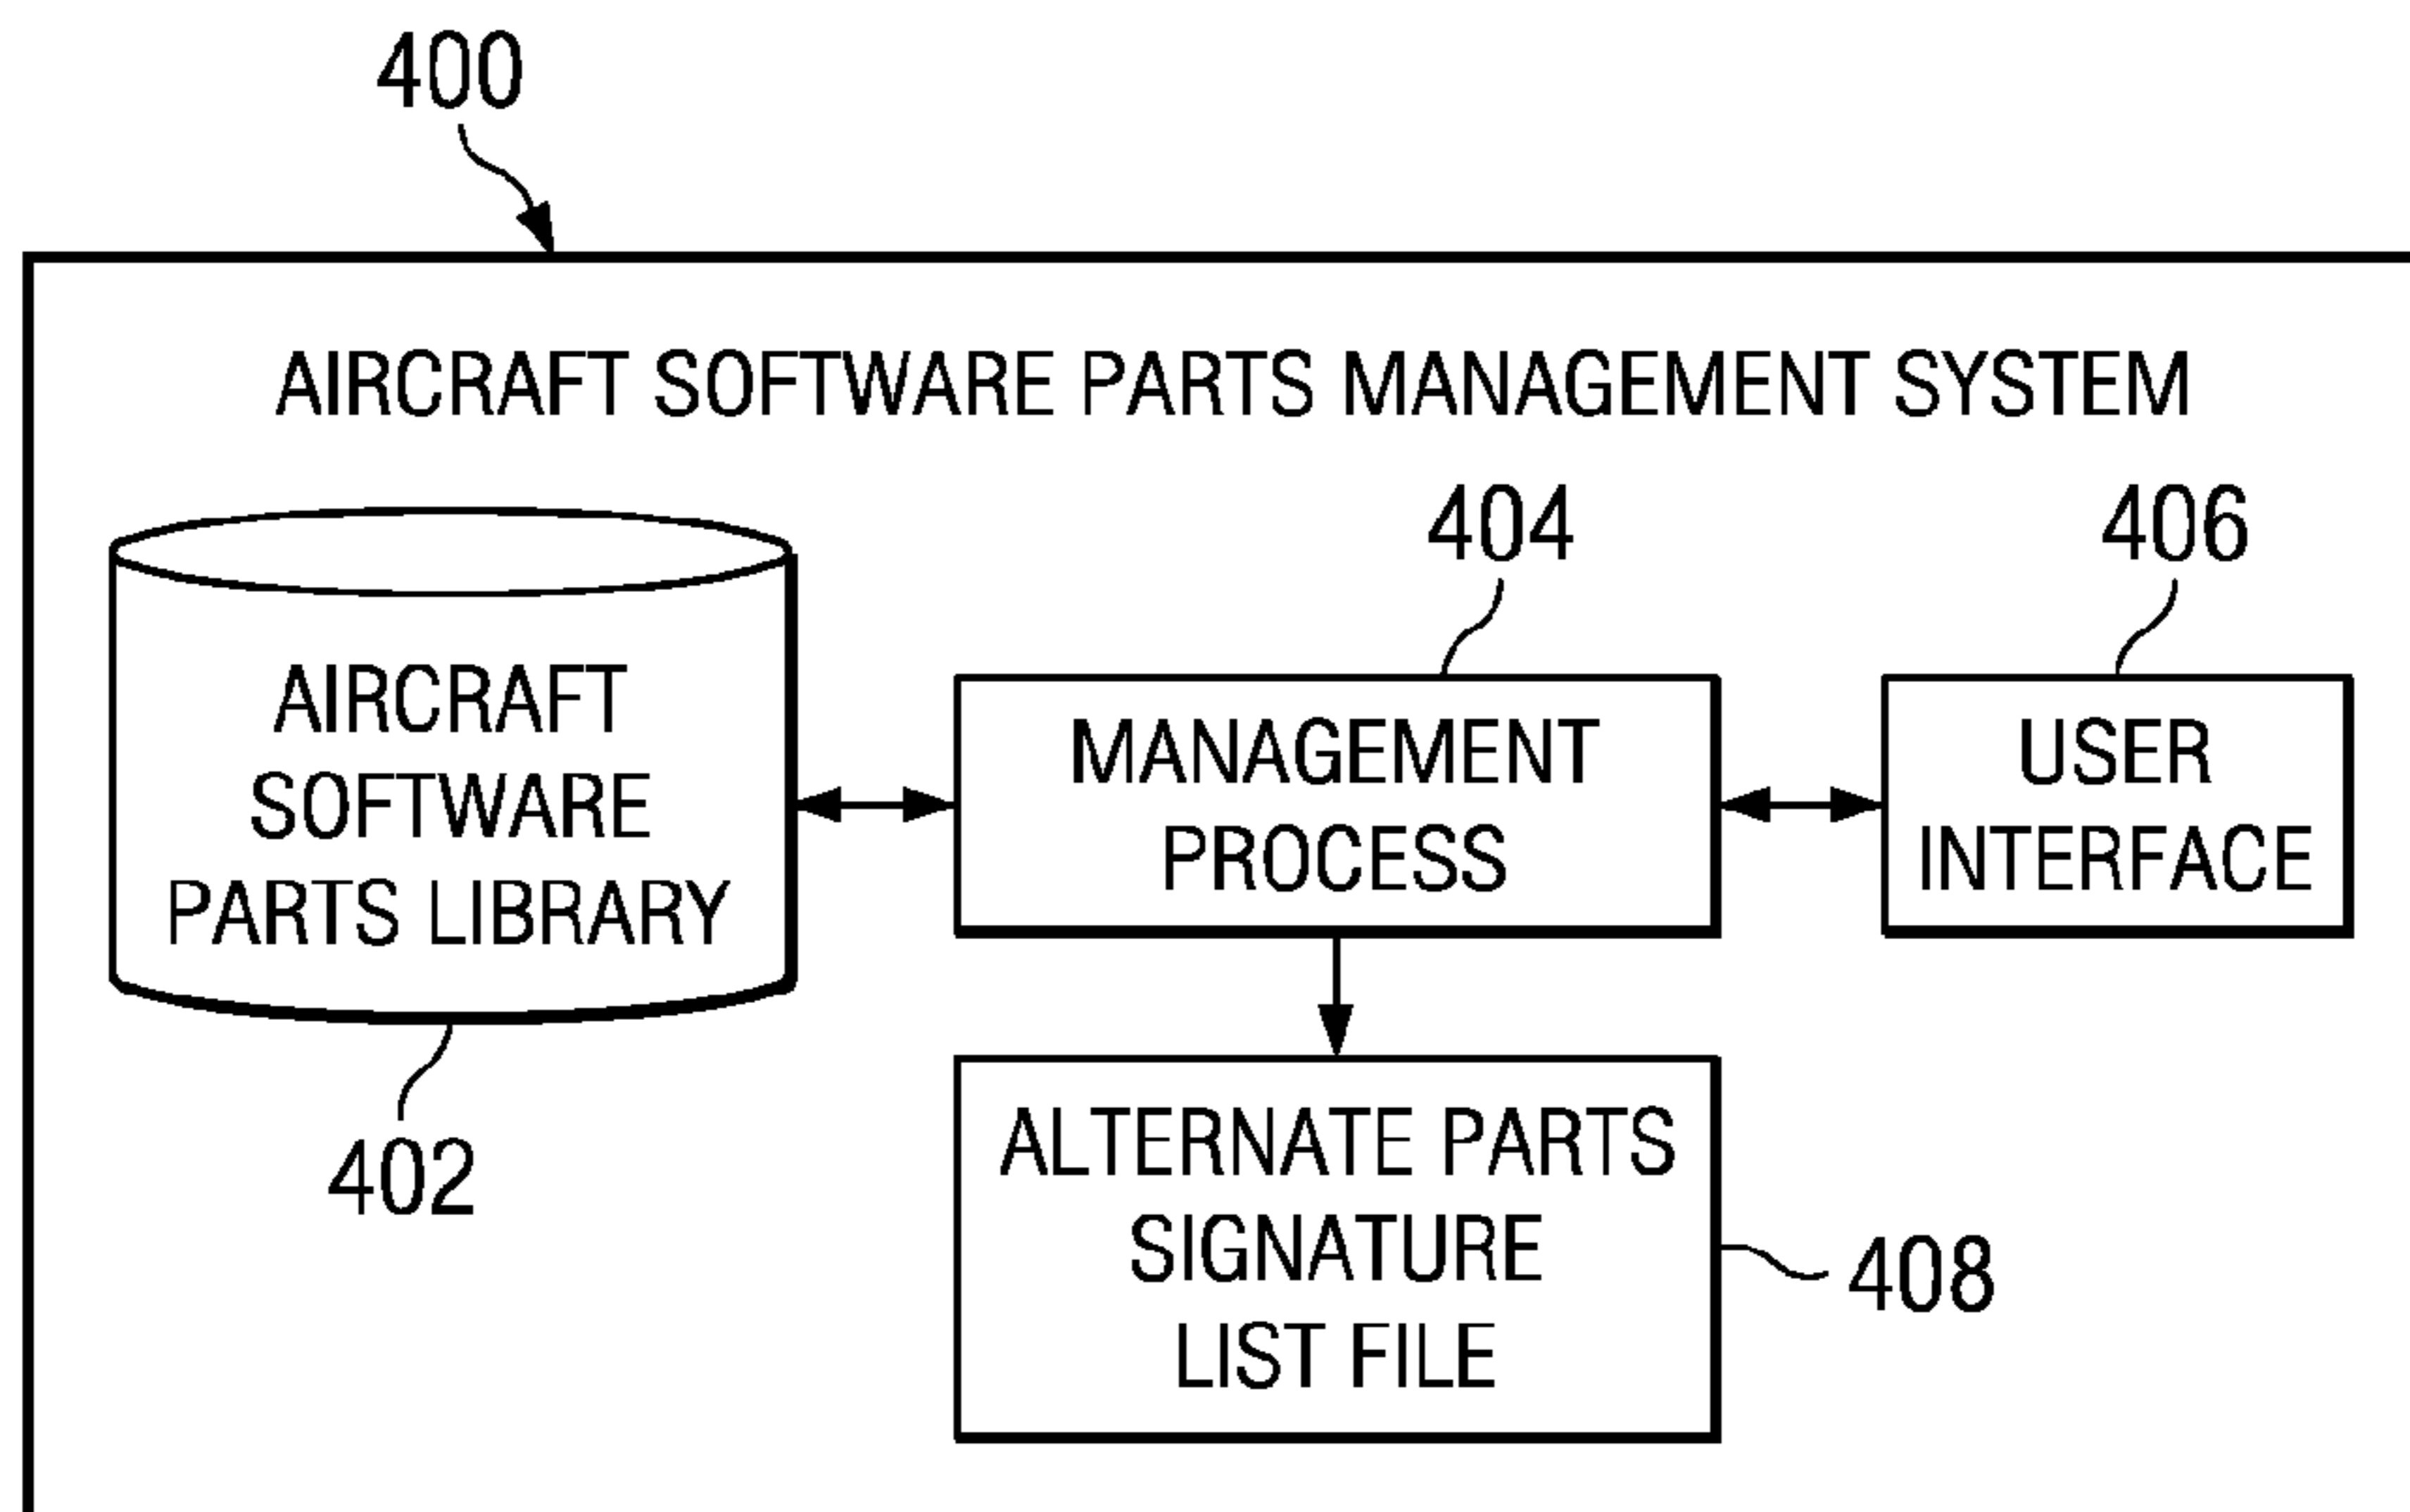 400
AIRCRAFT SOFTWARE PARTS MANAGEMENT SYSTEM
404
406
AIRCRAFT
SOFTWARE
PARTS LIBRARY
MANAGEMENT
PROCESS
USER
INTERFACE
402
ALTERNATE PARTS
SIGNATURE
LIST FILE
408